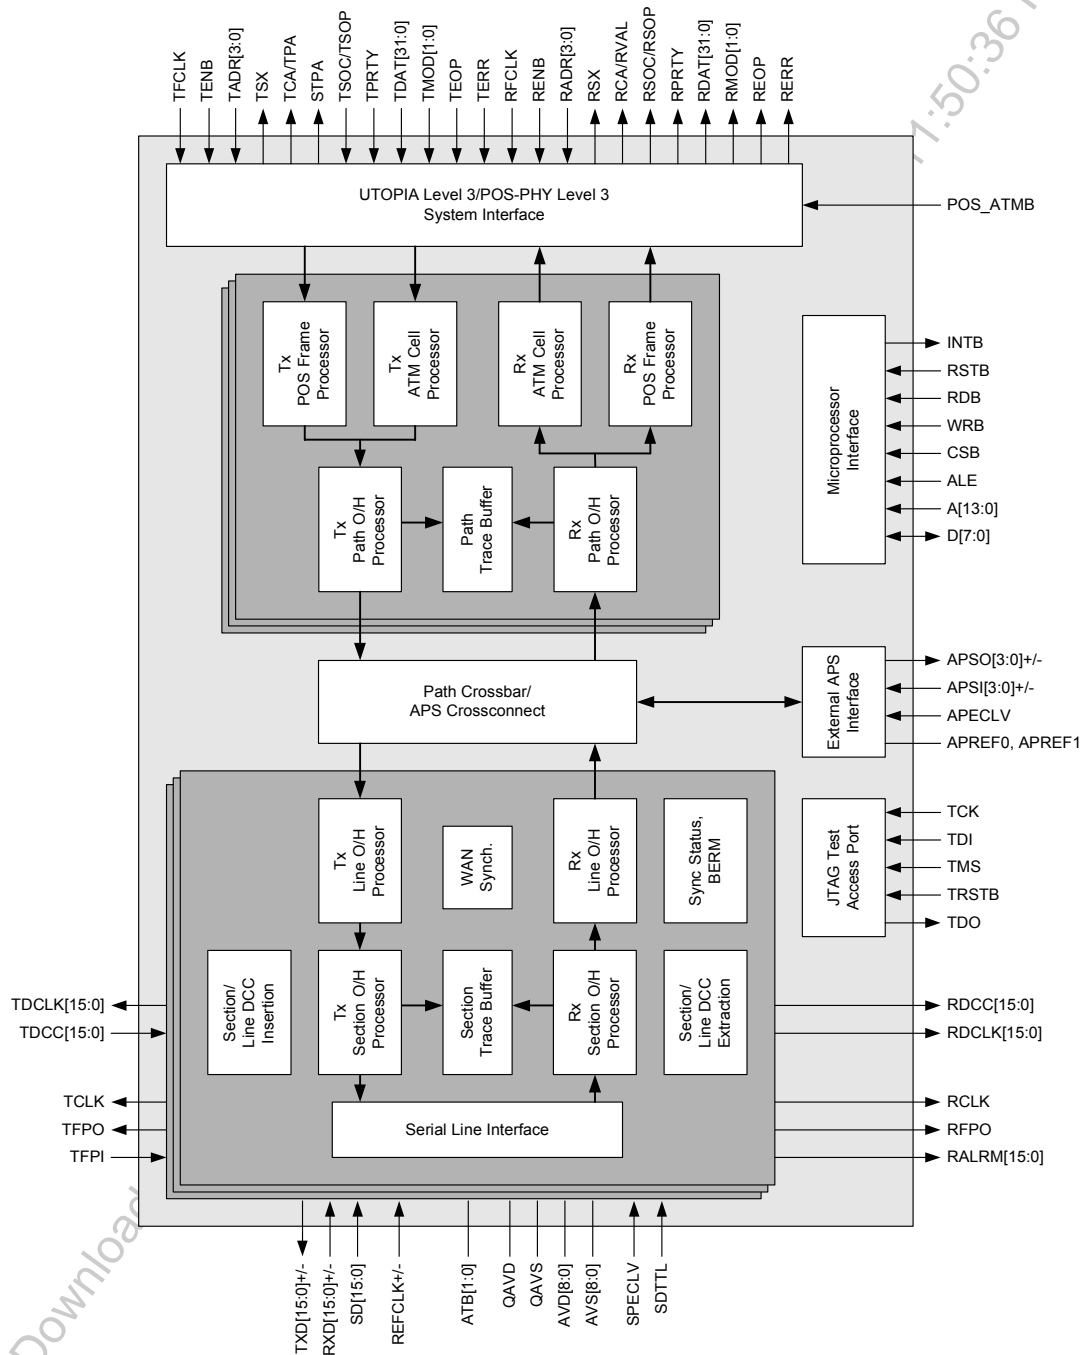 TFCLK
TENB
TADR[3:0]
TSX
TCA/TPA
STPA
TSOC/TSOP
TPRTY
TDAT[31:0]
TMOD[1:0]
TEOP
TERR
RFCLK
RENB
RADR[3:0]
RSX
RCA/RVAL
RSOC/RSOP
RPRTY
RDAT[31:0]
RMOD[1:0]
REOP
RERR
1:50:36
UTOPIA Level 3/POS-PHY Level 3
System Interface
POS_ATMB
Tx
POS Frame
Processor
Tx
ATM Cell
Processor
Rx
ATM Cell
Processor
Rx
POS Frame
Processor
Microprocessor
Interface
INTB
RSTB
RDB
WRB
CSB
ALE
A[13:0]
D[7:0]
Tx
Path O/H
Processor
Path
Trace Buffer
Rx
Path O/H
Processor
Path Crossbar/
APS Crossconnect
External APS
Interface
APSO[3:0]+/-
APSI[3:0]+/-
APECLV
APREF0, APREF1
Tx
Line O/H
Processor
WAN
Synch.
Rx
Line O/H
Processor
Sync Status,
BERM
JTAG Test
Access Port
TCK
TDI
TMS
TRSTB
TDO
Section/
Line DCC
Insertion
Tx
Section O/H
Processor
Section
Trace Buffer
Rx
Section O/H
Processor
Section/
Line DCC
Extraction
TDCLK[15:0]
TDCC[15:0]
TCLK
TFPO
TFPI
RDCC[15:0]
RDCLK[15:0]
RCLK
RFPO
RALRM[15:0]
Serial Line Interface
TXD[15:0]+/-
RXD[15:0]+/-
SD[15:0]
REFCLK+/-
ATB[1:0]
QAVD
QAVS
AVD[8:0]
AVS[8:0]
SPECLV
SDTTL
Download